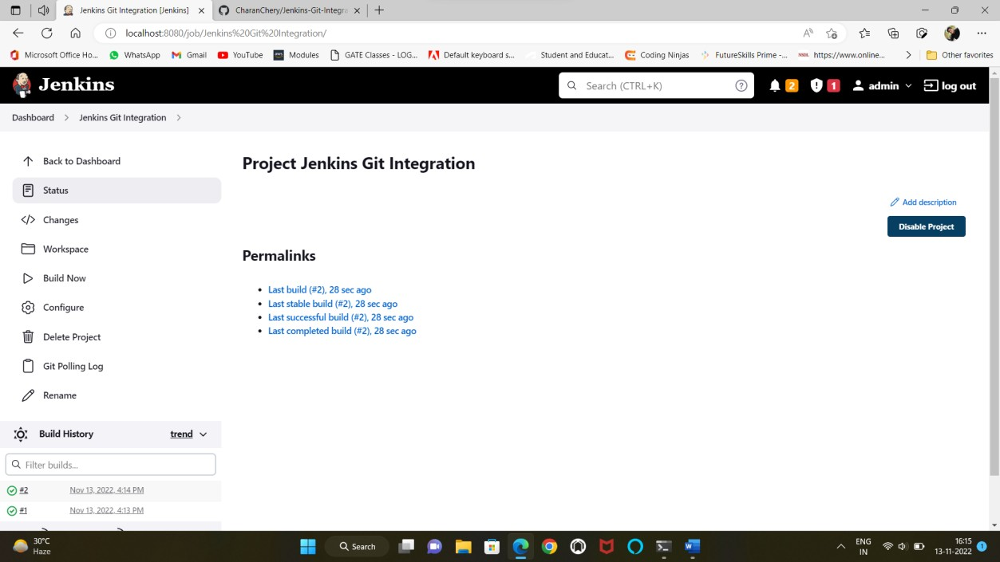 Jenkins Git Integration [Jenkins]
CharanChery/Jenkins-Git-Integra
localhost:8080/job/Jenkins%20Git%20Integration/
Microsoft Office Ho...
WhatsApp
Gmail
YouTube
Modules
GATE Classes - LOG...
Default keyboard s...
Student and Educat...
Coding Ninjas
FutureSkills Prime -...
https://www.online...
Other favorites
Jenkins
Search (CTRL+K)
2
1
admin
log out
Dashboard
Jenkins Git Integration
Back to Dashboard
Status
Changes
Workspace
Build Now
Configure
Delete Project
Git Polling Log
Rename
Project Jenkins Git Integration
Add description
Disable Project
Permalinks
Last build (#2), 28 sec ago
Last stable build (#2), 28 sec ago
Last successful build (#2), 28 sec ago
Last completed build (#2), 28 sec ago
Build History
trend
Filter builds...
#2 Nov 13, 2022, 4:14 PM
#1 Nov 13, 2022, 4:13 PM
30°C
Haze
Search
ENG
IN
16:15
13-11-2022
1